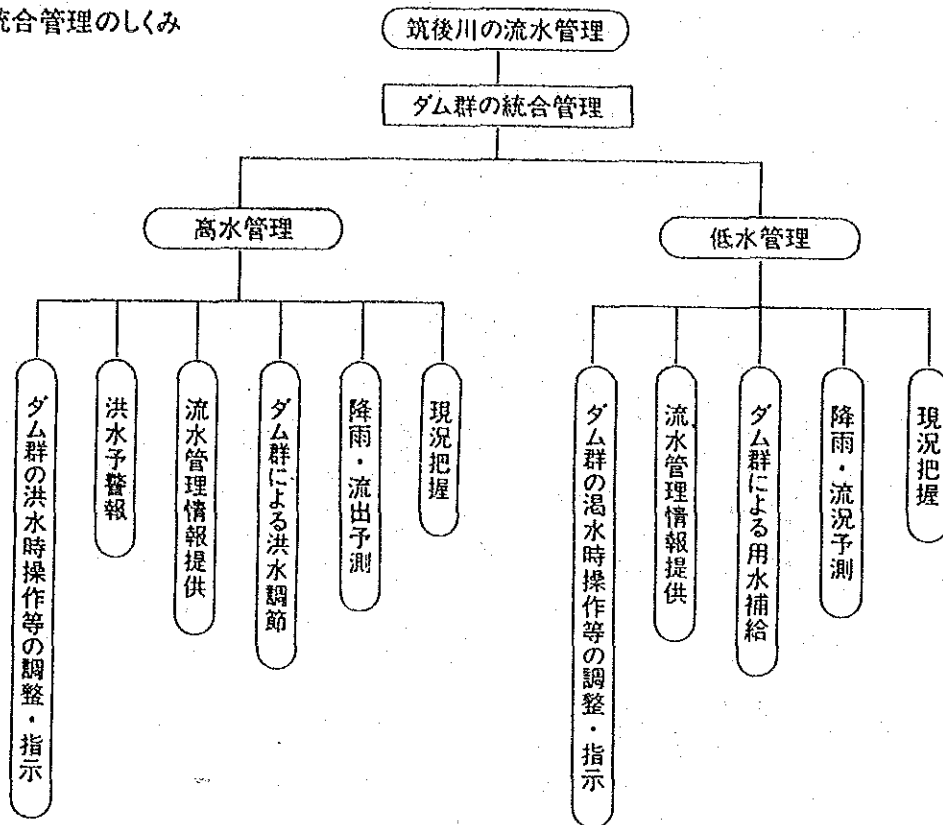 統合管理のしくみ
筑後川の流水管理
ダム群の統合管理
高水管理
低水管理
ダム群の洪水時操作等の調整・指示
洪水予警報
流水管理情報提供
ダム群による洪水調節
降雨・流出予測
現況把握
ダム群の渇水時操作等の調整・指示
流水管理情報提供
ダム群による用水補給
降雨・流況予測
現況把握